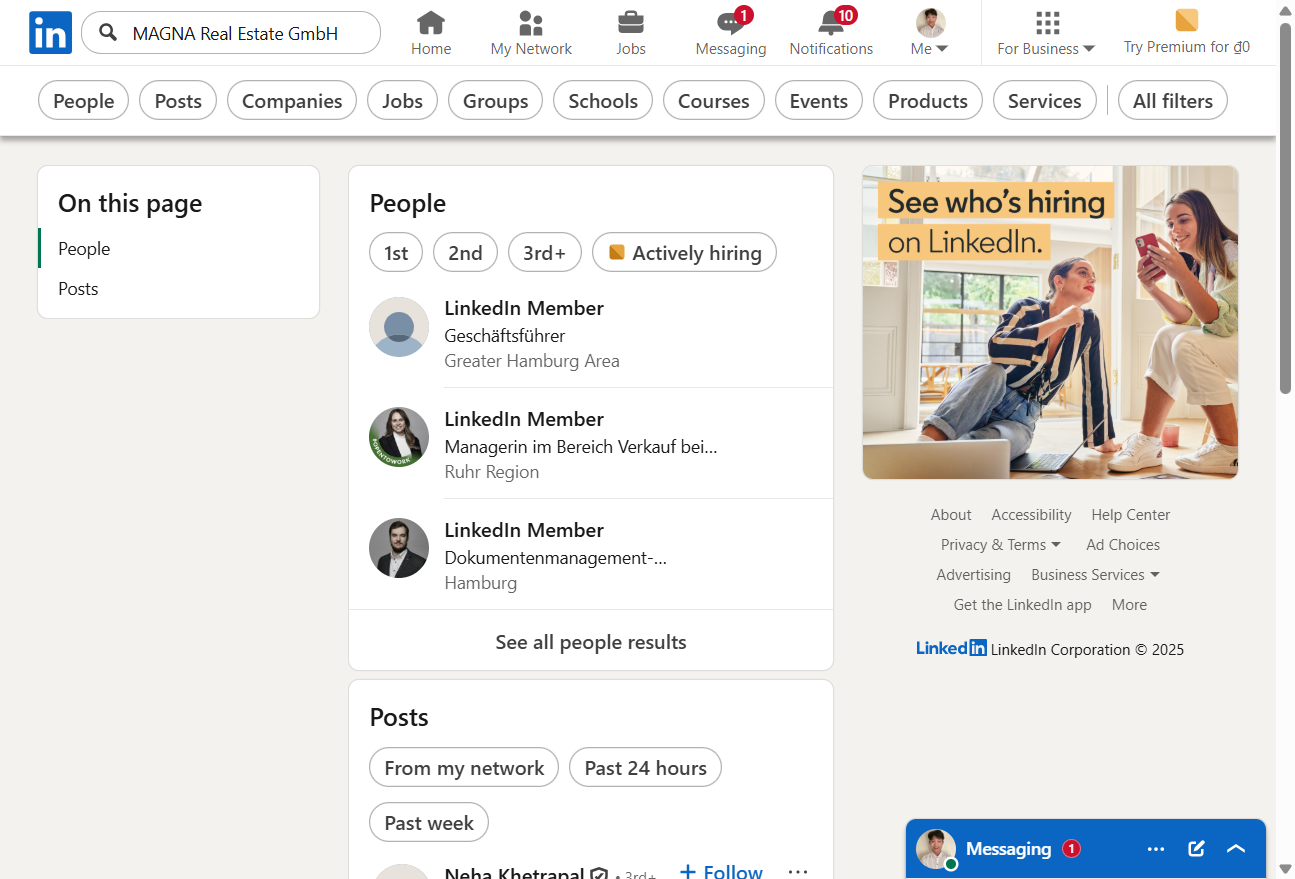 in
MAGNA Real Estate GmbH
Home
My Network
Jobs
1
Messaging
10
Notifications
Me
For Business
Try Premium for ₫0
People
Posts
Companies
Jobs
Groups
Schools
Courses
Events
Products
Services
All filters
On this page
People
Posts
People
1st
2nd
3rd+
Actively hiring
LinkedIn Member
Geschäftsführer
Greater Hamburg Area
LinkedIn Member
Managerin im Bereich Verkauf bei...
Ruhr Region
#OPENTOWORK
LinkedIn Member
Dokumentenmanagement-...
Hamburg
See all people results
Posts
From my network
Past 24 hours
Past week
Neha Khetrapal • 3rd+
+ Follow
See who's hiring
on LinkedIn.
About Accessibility Help Center
Privacy & Terms Ad Choices
Advertising Business Services
Get the LinkedIn app More
LinkedIn LinkedIn Corporation © 2025
Messaging 1